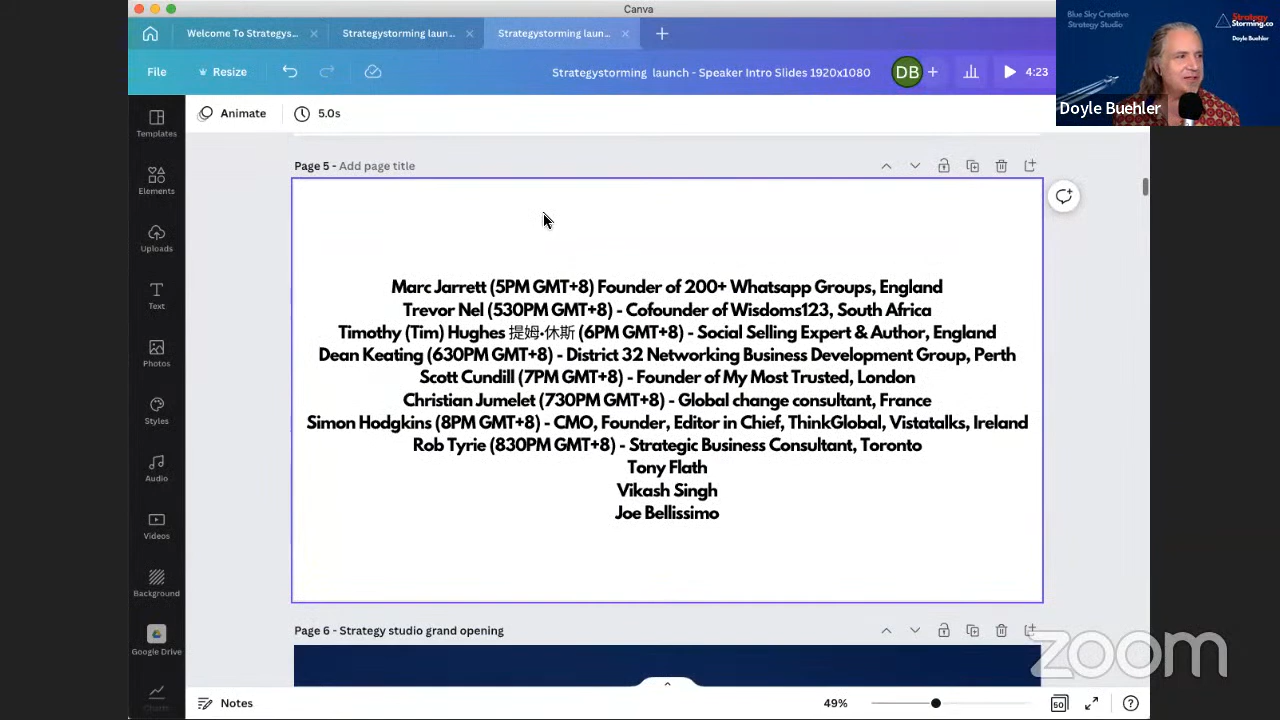 Canva
Welcome To Strategys...
Strategystorming laun...
Strategystorming laun...
File
Resize
Strategystorming launch - Speaker Intro Slides 1920x1080
DB
4:23
Blue Sky Creative
Strategy Studio
Strategy
Storming.co
Doyle Buehler
Doyle Buehler
Animate
5.0s
Templates
Elements
Uploads
Text
Photos
Styles
Audio
Videos
Background
Google Drive
Charts
Page 5 - Add page title
Marc Jarrett (5PM GMT+8) Founder of 200+ Whatsapp Groups, England
Trevor Nel (530PM GMT+8) - Cofounder of Wisdoms123, South Africa
Timothy (Tim) Hughes 提姆·休斯 (6PM GMT+8) - Social Selling Expert & Author, England
Dean Keating (630PM GMT+8) - District 32 Networking Business Development Group, Perth
Scott Cundill (7PM GMT+8) - Founder of My Most Trusted, London
Christian Jumelet (730PM GMT+8) - Global change consultant, France
Simon Hodgkins (8PM GMT+8) - CMO, Founder, Editor in Chief, ThinkGlobal, Vistatalks, Ireland
Rob Tyrie (830PM GMT+8) - Strategic Business Consultant, Toronto
Tony Flath
Vikash Singh
Joe Bellissimo
Page 6 - Strategy studio grand opening
zoom
Notes
49%
50